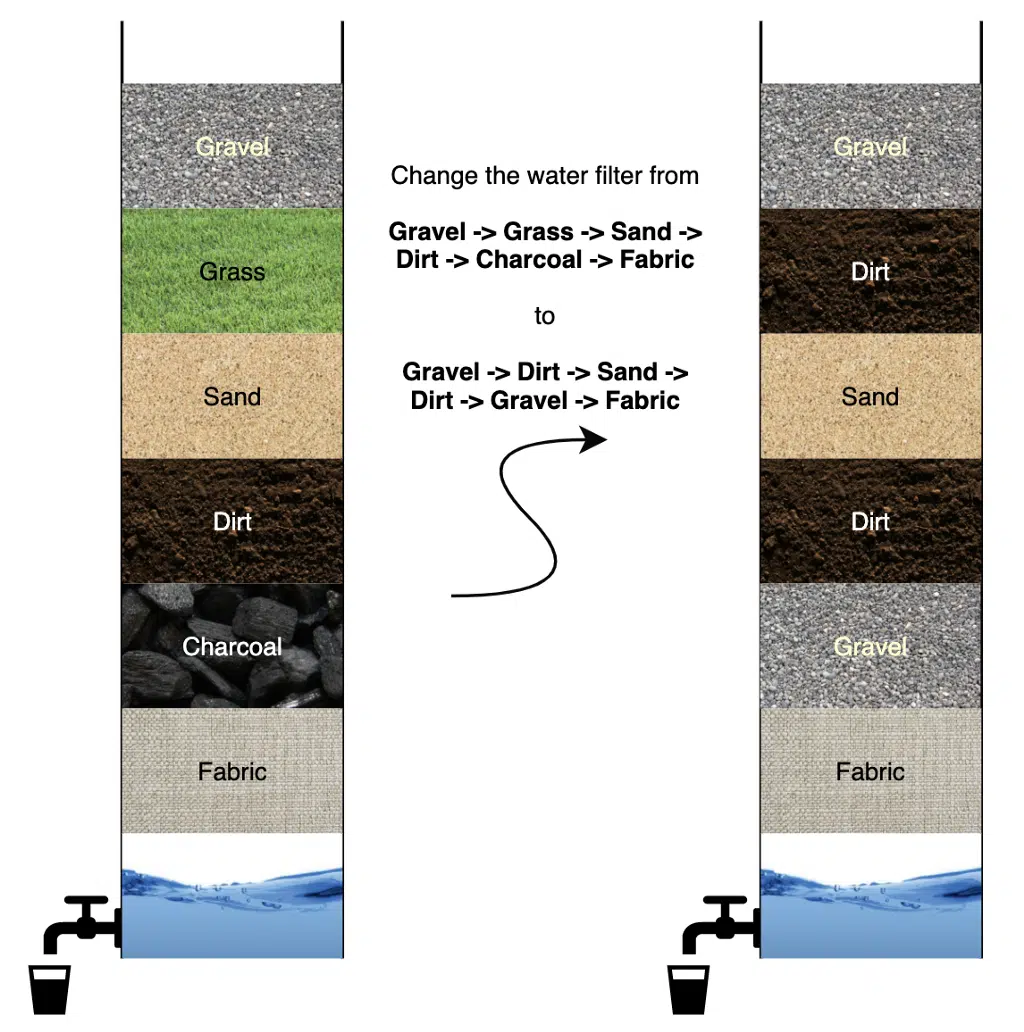 Gravel
Grass
Sand
Dirt
Charcoal
Fabric
Change the water filter from
Gravel -> Grass -> Sand ->
Dirt -> Charcoal -> Fabric
to
Gravel -> Dirt -> Sand ->
Dirt -> Gravel -> Fabric
Gravel
Dirt
Sand
Dirt
Gravel
Fabric